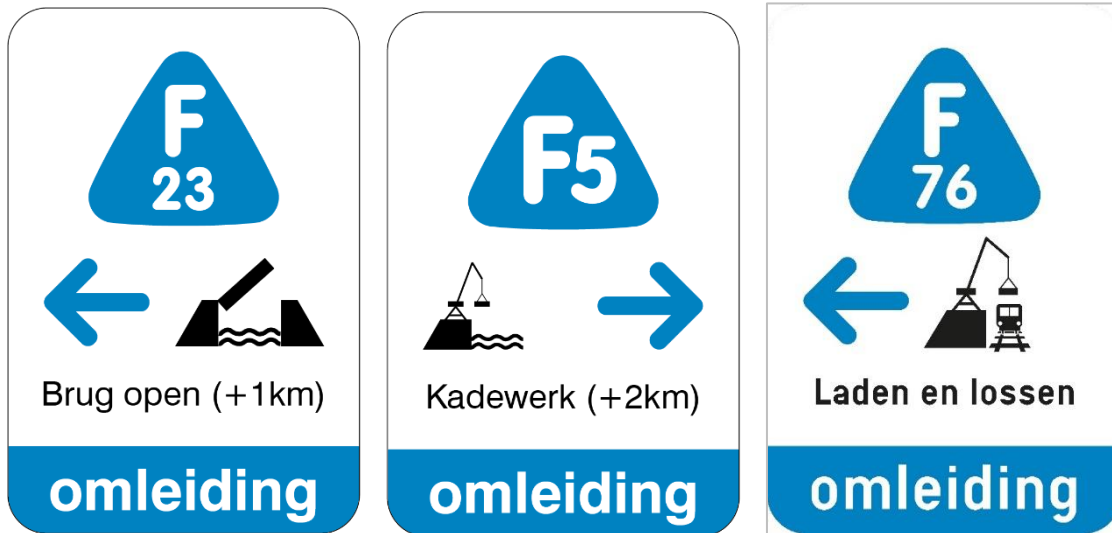 F
23
Brug open (+1km)
omleiding
F5
Kadewerk (+2km)
omleiding
F
76
Laden en lossen
omleiding